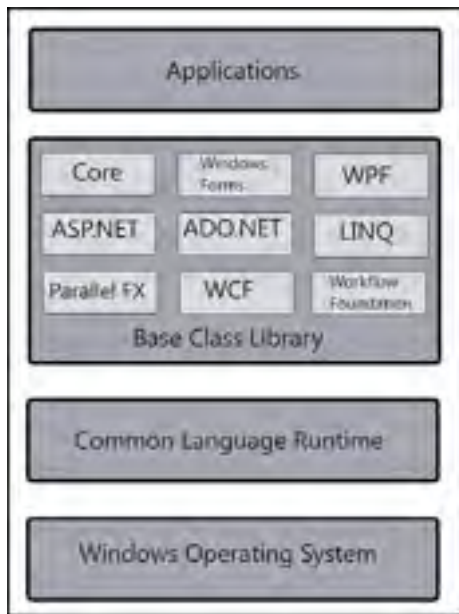 Applications
Core
Windows
Forms
WPF
ASP.NET
ADO.NET
LINQ
Parallel FX
WCF
Workflow
Foundation
Base Class Library
Common Language Runtime
Windows Operating System